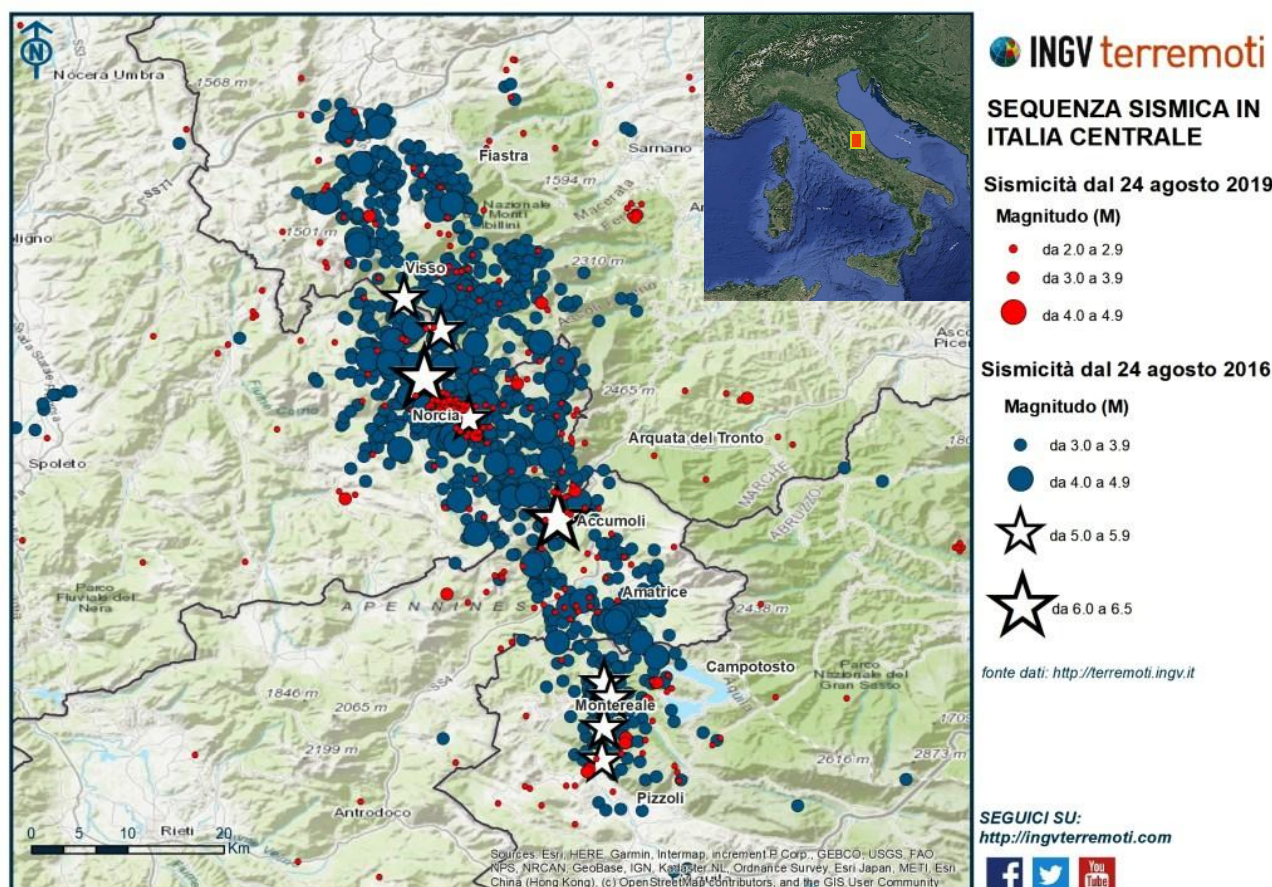 INGV terremoti
SEQUENZA SISMICA IN
ITALIA CENTRALE
Sismicità dal 24 agosto 2019
Magnitudo (M)
da 2.0 a 2.9
da 3.0 a 3.9
da 4.0 a 4.9
Sismicità dal 24 agosto 2016
Magnitudo (M)
da 3.0 a 3.9
da 4.0 a 4.9
da 5.0 a 5.9
da 6.0 a 6.5
fonte dati: http://terremoti.ingv.it
SEGUICI SU:
http://ingvterremoti.com
You
Tube
N
Nocera Umbra
1568 m
SS3
SS77
Fiastra
Sarnano
1594 m
Macerata
Nazionale
Monti
1501 m
Visso
2310 m
2465 m
Norcia
Arquata del Tronto
Spoleto
MARCHE
ABRUZZO
Accumoli
Parco
Fluviale del
Nera
APENNINES
Amatrice
2438 m
Campotosto
Parco
Nazionale del
Gran Sasso
1846 m
2065 m
SS4
Montereale
2199 m
2616 m
2873 m
Pizzoli
Antrodoco
Rieti
0 10 20
Km
Sources: Esri, HERE, Garmin, Intermap, increment P Corp., GEBCO, USGS, FAO,
NPS, NRCAN, GeoBase, IGN, Kadaster NL, Ordnance Survey, Esri Japan, METI, Esri
China (Hong Kong), (c) OpenStreetMap contributors, and the GIS User Community